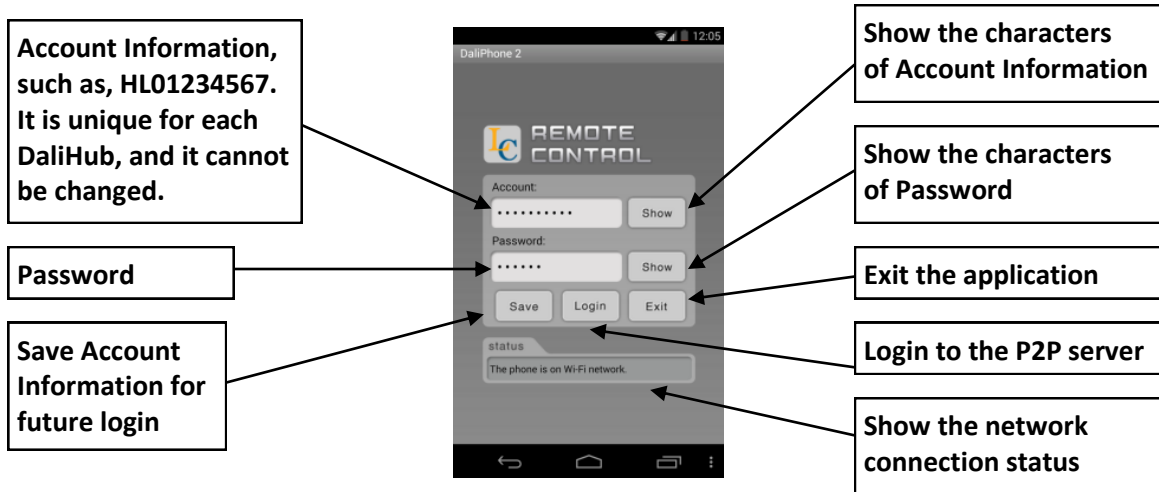 Account Information,
such as, HL01234567.
It is unique for each
DaliHub, and it cannot
be changed.
Password
Save Account
Information for
future login
12:05
DaliPhone 2
LC
REMOTE
CONTROL
Account:
•••••••••• Show
Password:
•••••• Show
Save Login Exit
status
The phone is on Wi-Fi network.
Show the characters
of Account Information
Show the characters
of Password
Exit the application
Login to the P2P server
Show the network
connection status